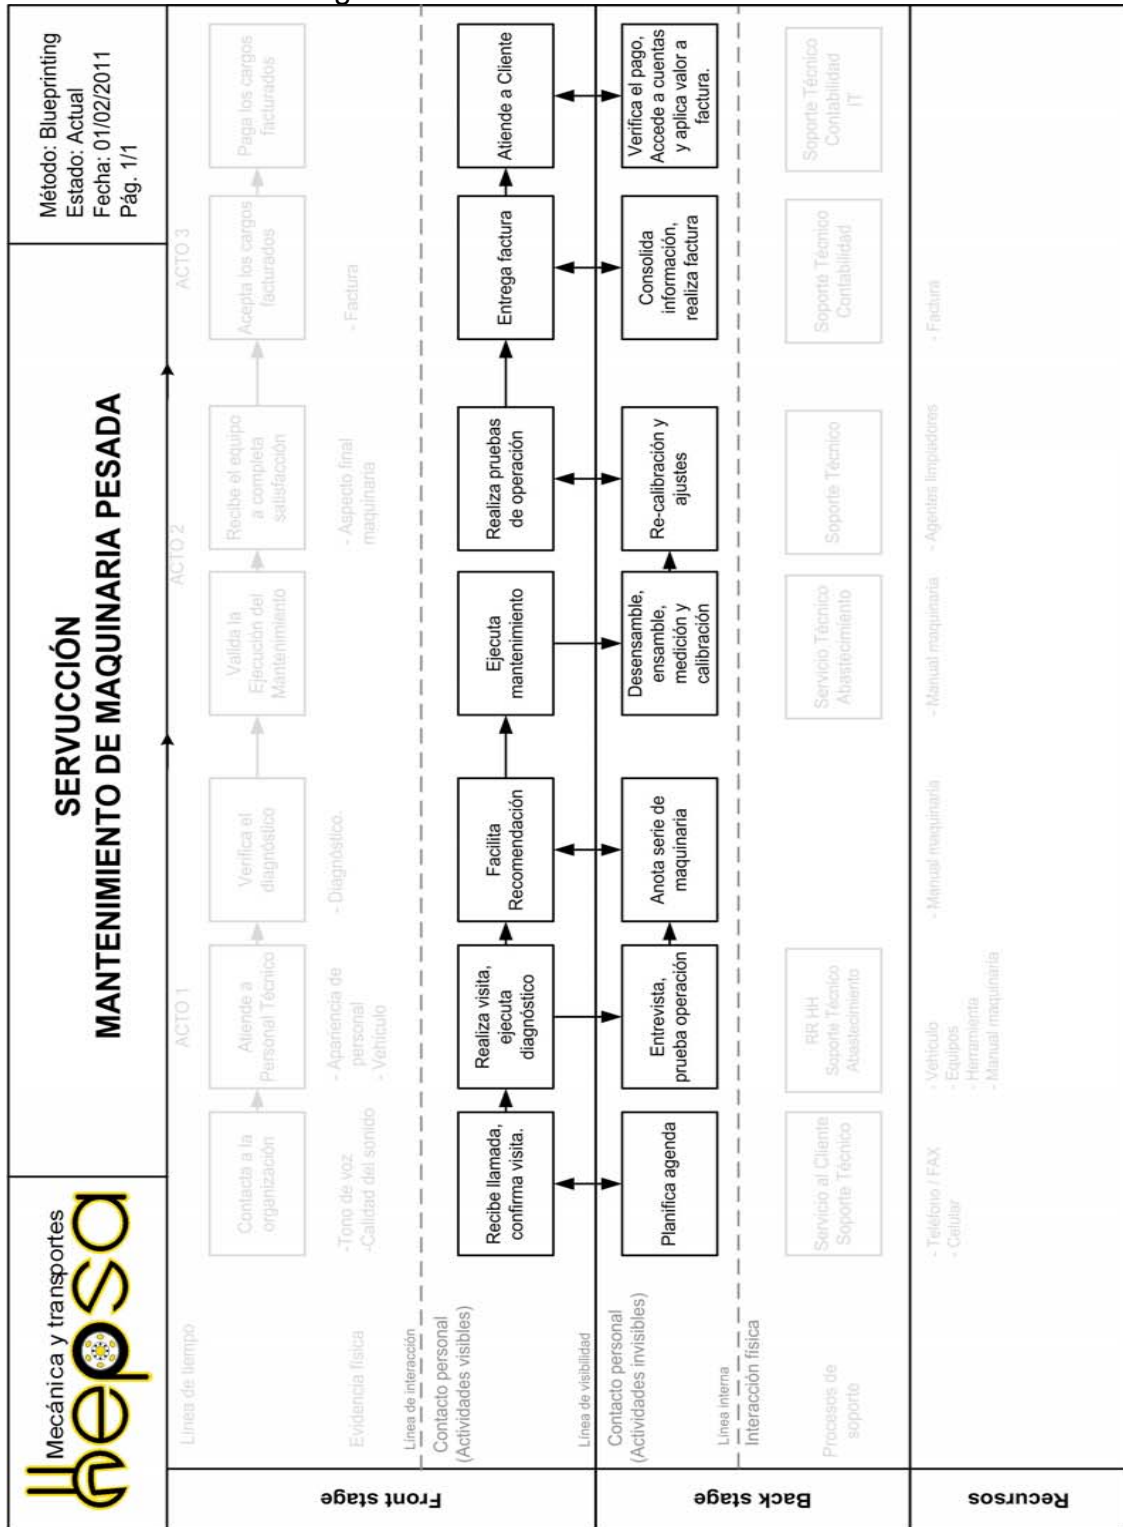 Mecánica y transportes
hepsa
SERVUCCIÓN
MANTENIMIENTO DE MAQUINARIA PESADA
Método: Blueprinting
Estado: Actual
Fecha: 01/02/2011
Pág. 1/1
Front stage
Línea de tiempo
ACTO 1
ACTO 2
ACTO 3
Contacta a la
organización
Atiende a
Personal Técnico
Verifica el
diagnóstico
Valida la
Ejecución del
Mantenimiento
Recibe el equipo
a completa
satisfacción
Acepta los cargos
facturados
Paga los cargos
facturados
Evidencia física
-Tono de voz
-Calidad del sonido
- Apariencia de
personal
- Vehículo
- Diagnóstico.
- Aspecto final
maquinaria
- Factura
Línea de interacción
Contacto personal
(Actividades visibles)
Recibe llamada,
confirma visita.
Realiza visita,
ejecuta
diagnóstico
Facilita
Recomendación
Ejecuta
mantenimiento
Realiza pruebas
de operación
Entrega factura
Atiende a Cliente
Línea de visibilidad
Back stage
Contacto personal
(Actividades invisibles)
Planifica agenda
Entrevista,
prueba operación
Anota serie de
maquinaria
Desensamble,
ensamble,
medición y
calibración
Re-calibración y
ajustes
Consolida
información,
realiza factura
Verifica el pago,
Accede a cuentas
y aplica valor a
factura.
Línea interna
Interacción física
Procesos de
soporte
Servicio al Cliente
Soporte Técnico
RR HH
Soporte Técnico
Abastecimiento
Servicio Técnico
Abastecimiento
Soporte Técnico
Soporte Técnico
Contabilidad
Soporte Técnico
Contabilidad
IT
Recursos
- Teléfono / FAX
- Celular
- Vehículo
- Equipos
- Herramienta
- Manual maquinaria
- Manual maquinaria
- Manual maquinaria
- Agentes limpiadores
- Factura